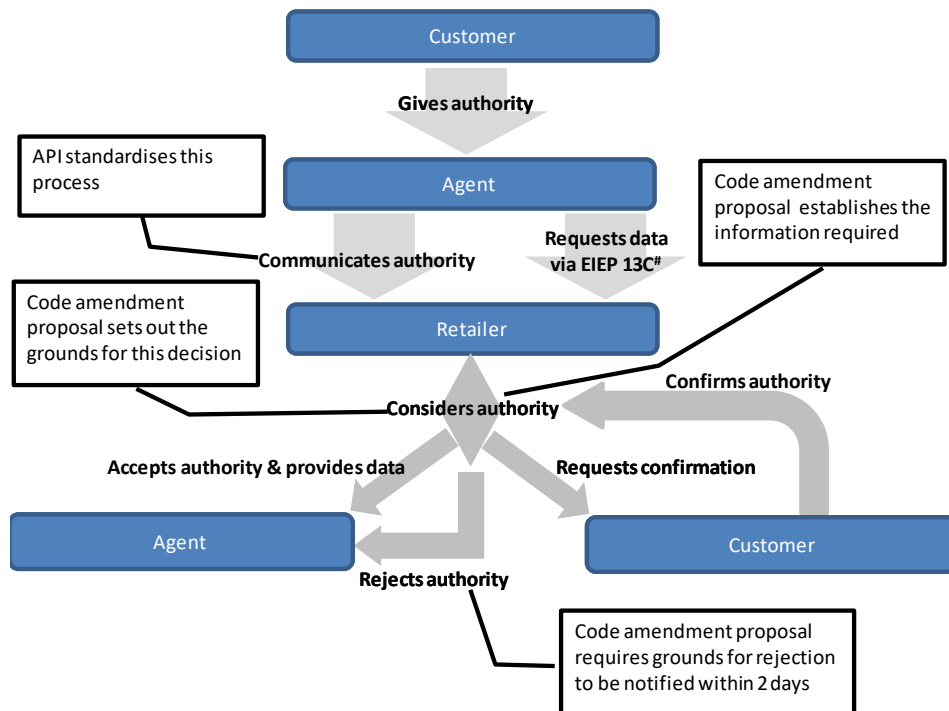 Customer
Gives authority
API standardises this
process
Agent
Code amendment
proposal establishes the
information required
Communicates authority
Requests data
via EIEP 13C#
Code amendment
proposal sets out the
grounds for this decision
Retailer
Confirms authority
Considers authority
Accepts authority & provides data
Requests confirmation
Agent
Customer
Rejects authority
Code amendment proposal
requires grounds for rejection
to be notified within 2 days